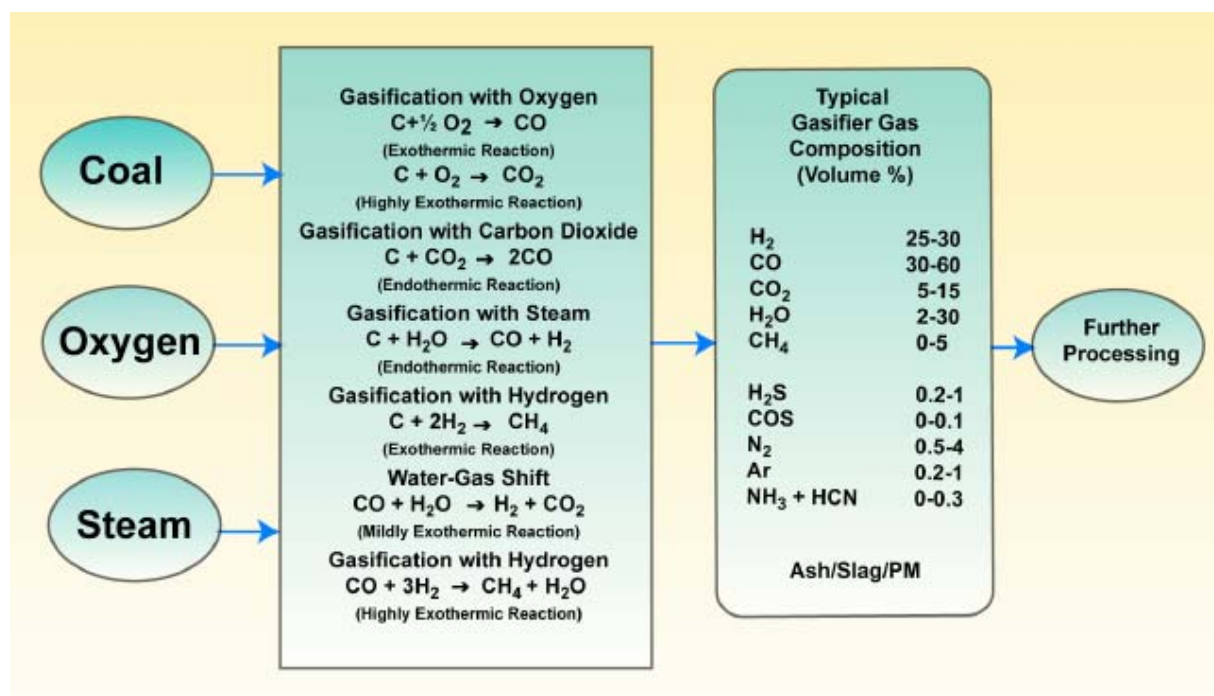 Coal
Oxygen
Steam
Gasification with Oxygen
C+½ O₂ → CO
(Exothermic Reaction)
C + O₂ → CO₂
(Highly Exothermic Reaction)
Gasification with Carbon Dioxide
C + CO₂ → 2CO
(Endothermic Reaction)
Gasification with Steam
C + H₂O → CO + H₂
(Endothermic Reaction)
Gasification with Hydrogen
C + 2H₂ → CH₄
(Exothermic Reaction)
Water-Gas Shift
CO + H₂O → H₂ + CO₂
(Mildly Exothermic Reaction)
Gasification with Hydrogen
CO + 3H₂ → CH₄ + H₂O
(Highly Exothermic Reaction)
Typical
Gasifier Gas
Composition
(Volume %)
H₂ 25-30
CO 30-60
CO₂ 5-15
H₂O 2-30
CH₄ 0-5
H₂S 0.2-1
COS 0-0.1
N₂ 0.5-4
Ar 0.2-1
NH₃ + HCN 0-0.3
Ash/Slag/PM
Further
Processing